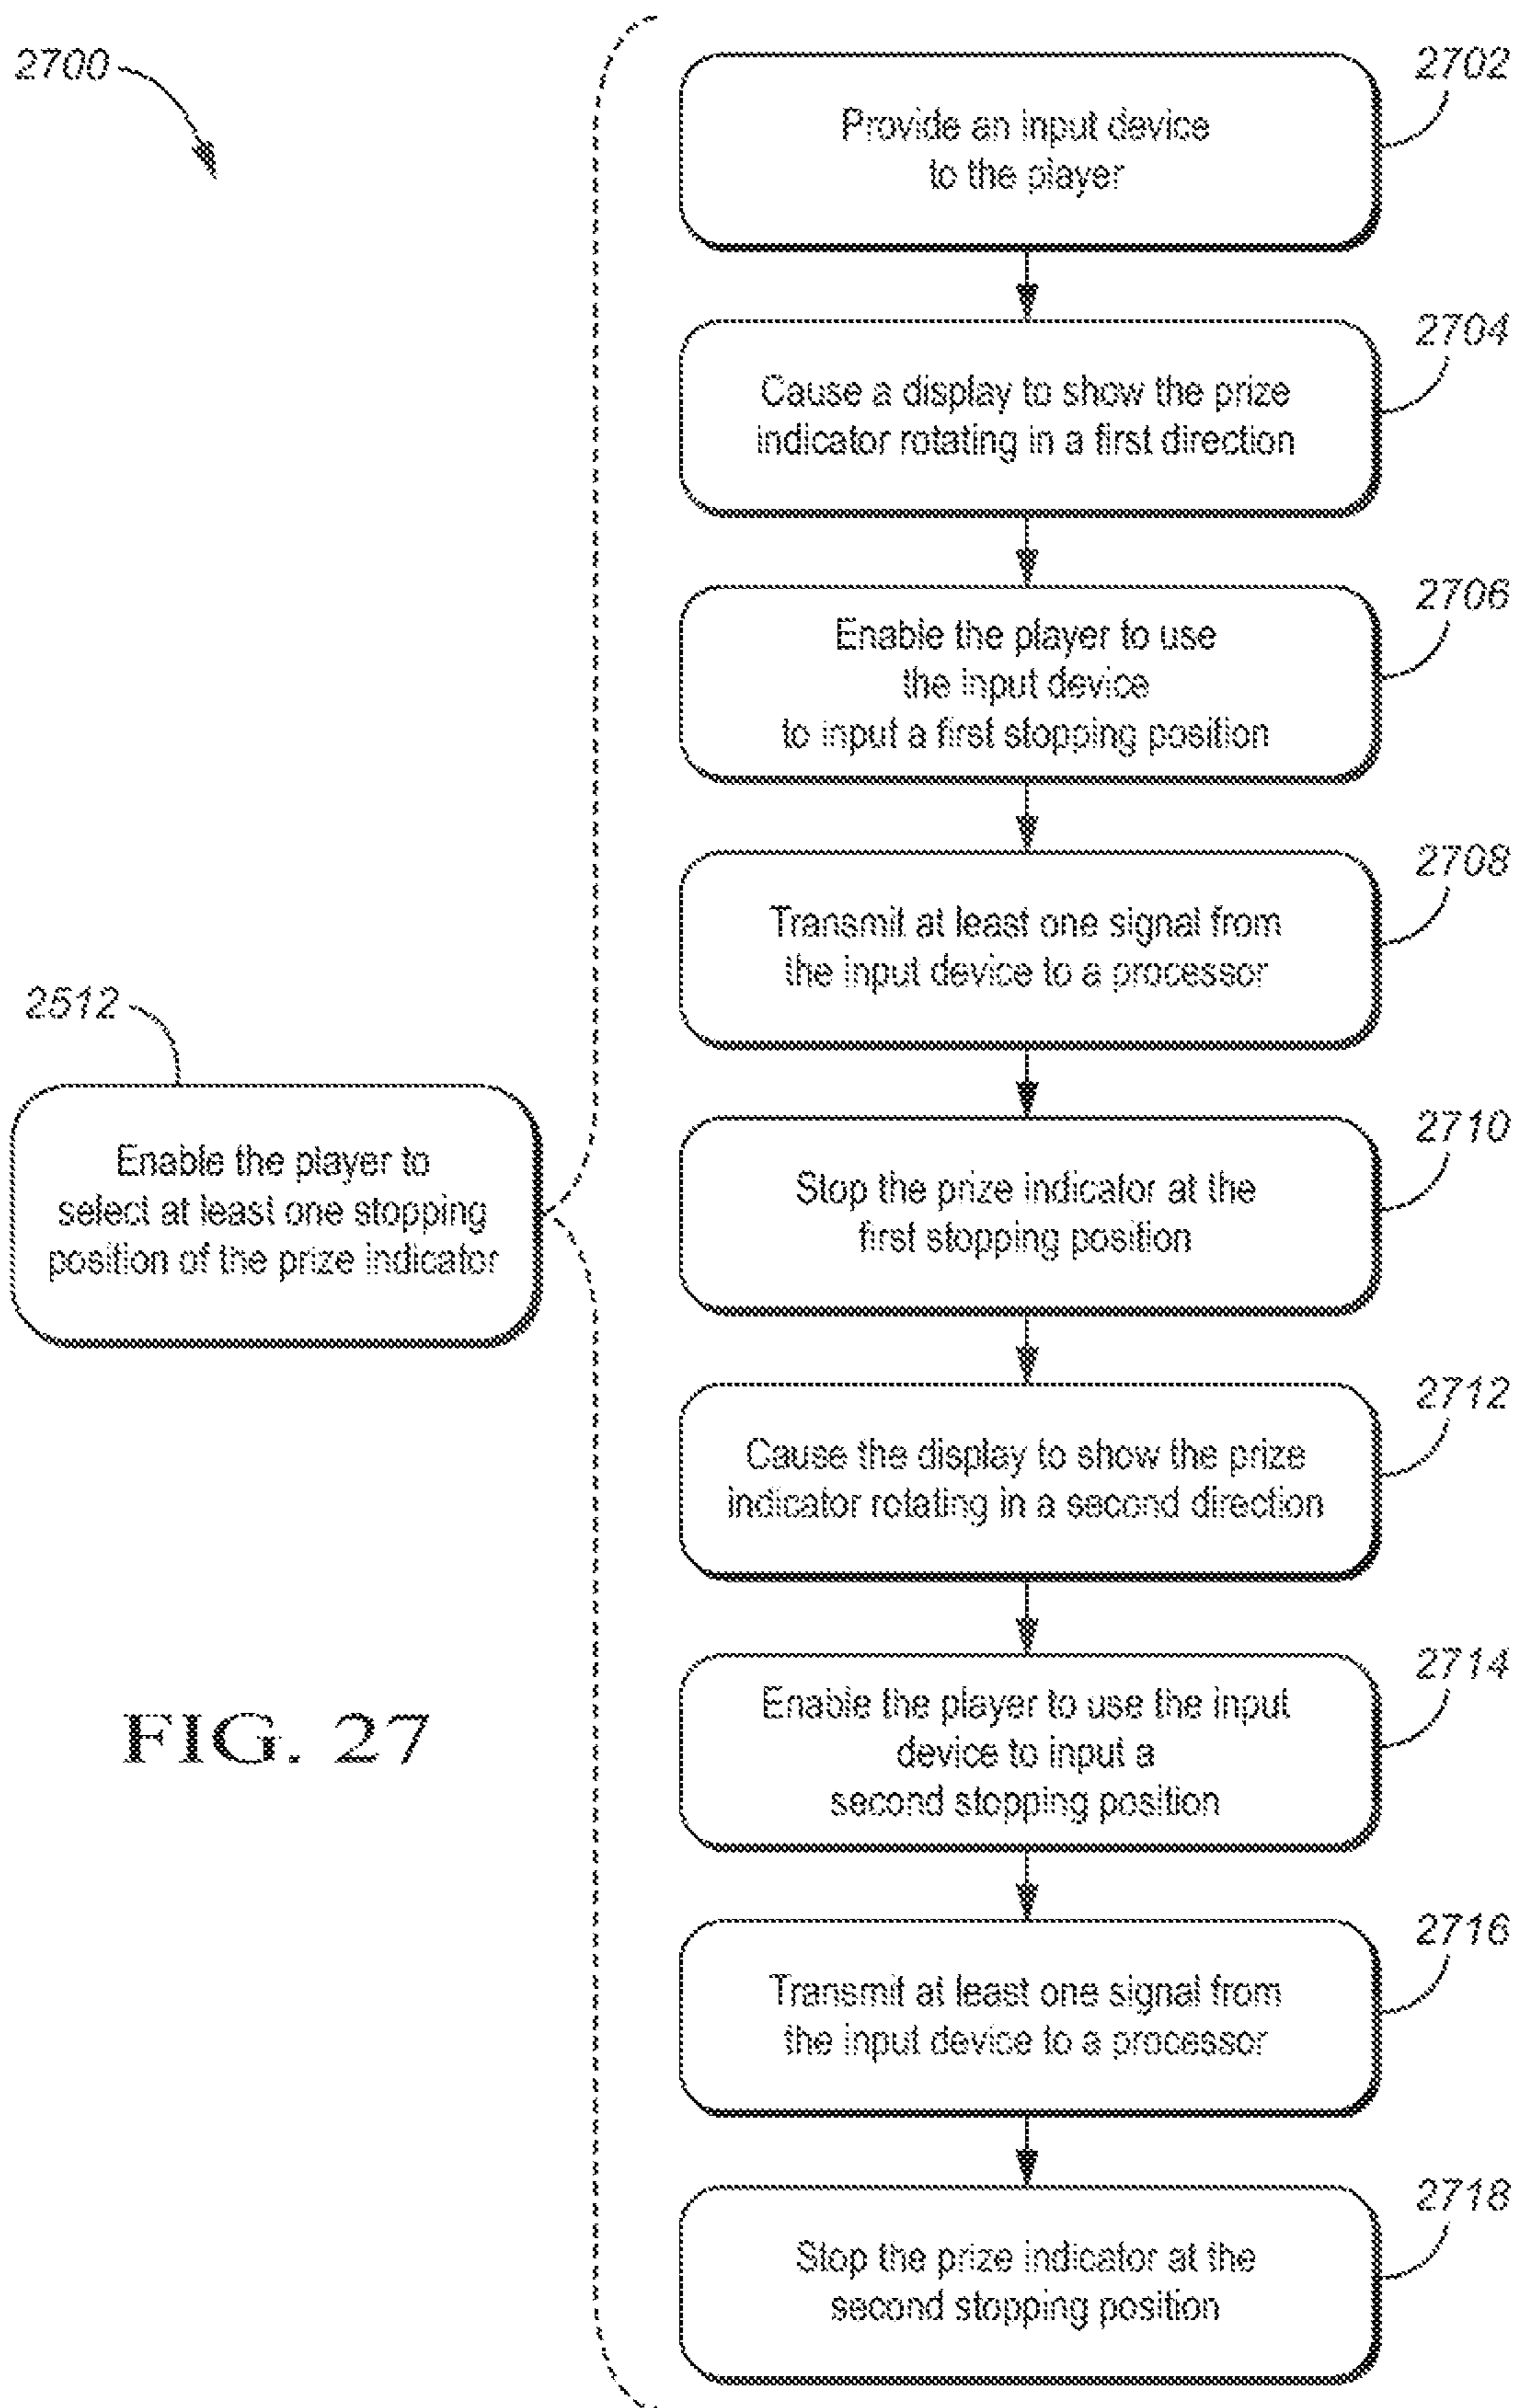 2700
2702
Provide an input device
to the player
2704
Cause a display to show the prize
indicator rotating in a first direction
2706
Enable the player to use
the input device
to input a first stopping position
2708
Transmit at least one signal from
the input device to a processor
2512
Enable the player to
select at least one stopping
position of the prize indicator
2710
Stop the prize indicator at the
first stopping position
2712
Cause the display to show the prize
indicator rotating in a second direction
2714
Enable the player to use the input
device to input a
second stopping position
FIG. 27
2716
Transmit at least one signal from
the input device to a processor
2718
Stop the prize indicator at the
second stopping position